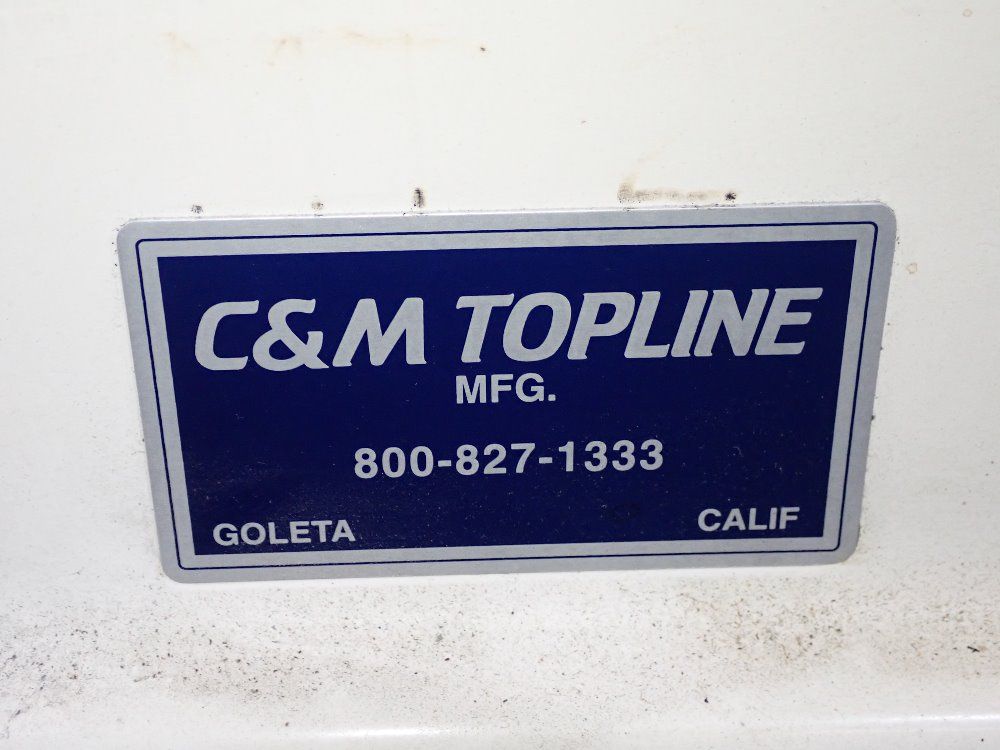 C&M TOPLINE
MFG.
800-827-1333
GOLETA CALIF